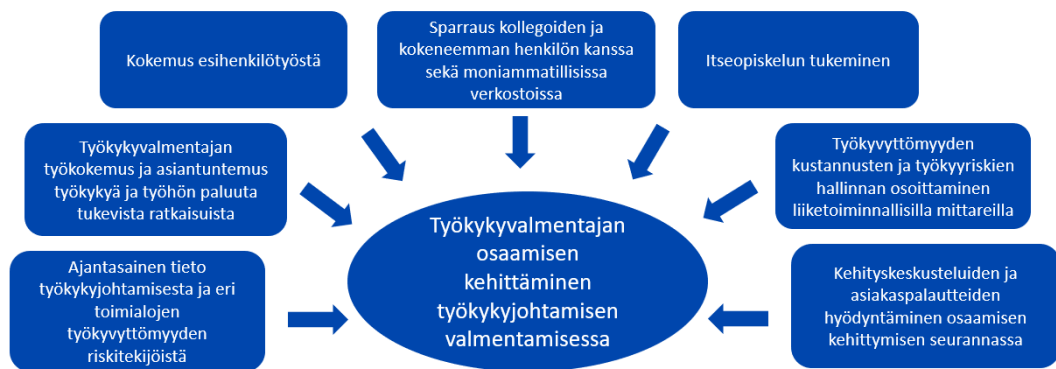 Kokemus esihenkilötyöstä
Sparraus kollegoiden ja
kokeneemman henkilön kanssa
sekä moniammatillisissa
verkostoissa
Itseopiskelun tukeminen
Työkykyvalmentajan
työkokemus ja asiantuntemus
työkykyä ja työhön paluuta
tukevista ratkaisuista
Työkyvyttömyyden
kustannusten ja työkyyriskien
hallinnan osoittaminen
liiketoiminnallisilla mittareilla
Työkykyvalmentajan
osaamisen
kehittäminen
työkykyjohtamisen
valmentamisessa
Ajantasainen tieto
työkykyjohtamisesta ja eri
toimialojen
työkyvyttömyyden
riskitekijöistä
Kehityskeskusteluiden ja
asiakaspalautteiden
hyödyntäminen osaamisen
kehittymisen seurannassa